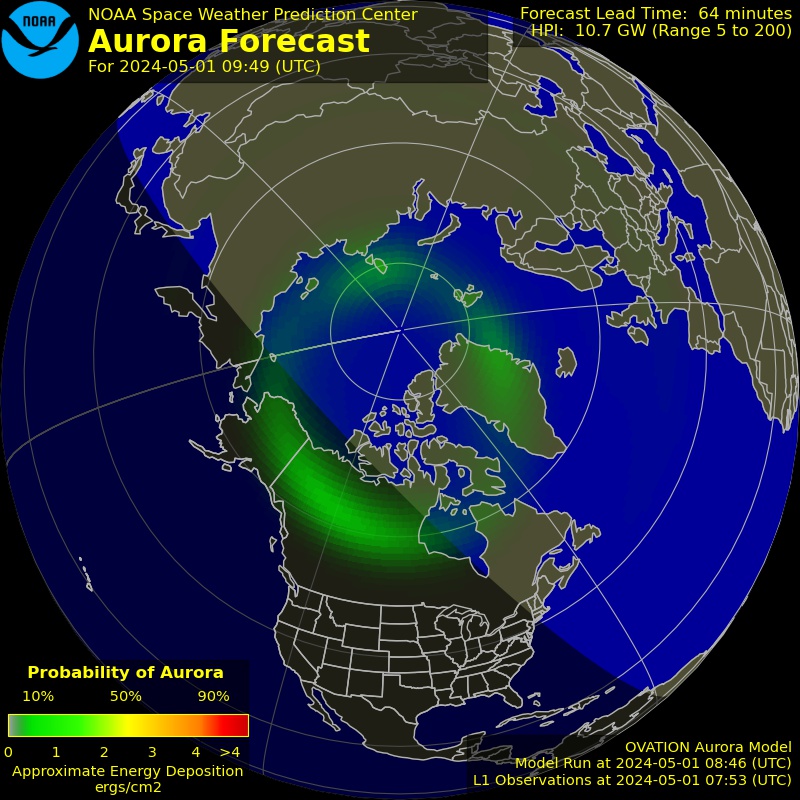 NOAA
NOAA Space Weather Prediction Center
Aurora Forecast
For 2024-05-01 09:49 (UTC)
Forecast Lead Time:  64 minutes
HPI:  10.7 GW (Range 5 to 200)
Probability of Aurora
10% 50% 90%
0 1 2 3 4 >4
Approximate Energy Deposition
ergs/cm2
OVATION Aurora Model
Model Run at 2024-05-01 08:46 (UTC)
L1 Observations at 2024-05-01 07:53 (UTC)